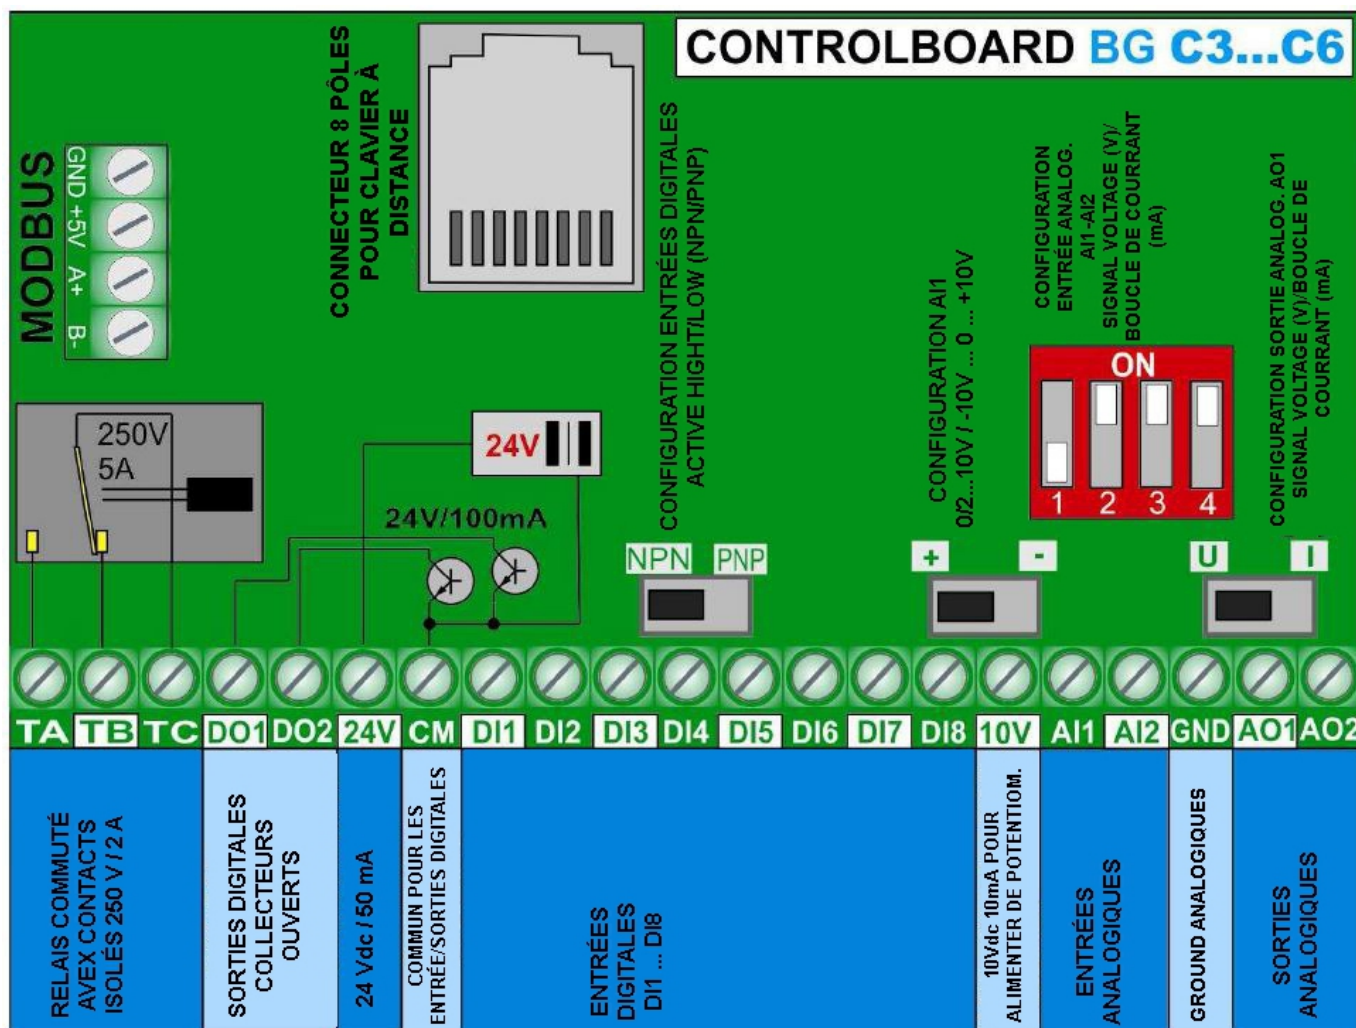 CONTROLBOARD BG C3...C6
MODBUS
GND +5V A+ B-
CONNECTEUR 8 PÔLES
POUR CLAVIER À
DISTANCE
CONFIGURATION ENTRÉES DIGITALES
ACTIVE HIGHT/LOW (NPN/PNP)
CONFIGURATION AI1
0/2...10V / -10V ... 0 ... +10V
CONFIGURATION
ENTRÉE ANALOG.
AI1-AI2
SIGNAL VOLTAGE (V)/
BOUCLE DE COURRANT
(mA)
CONFIGURATION SORTIE ANALOG. AO1
SIGNAL VOLTAGE (V)/BOUCLE DE
COURRANT (mA)
ON
1 2 3 4
250V
5A
24V
24V/100mA
NPN PNP
+ -
U I
TA TB TC DO1 DO2 24V CM DI1 DI2 DI3 DI4 DI5 DI6 DI7 DI8 10V AI1 AI2 GND AO1 AO2
RELAIS COMMUTÉ
AVEX CONTACTS
ISOLÉS 250 V / 2 A
SORTIES DIGITALES
COLLECTEURS
OUVERTS
24 Vdc / 50 mA
COMMUN POUR LES
ENTRÉE/SORTIES DIGITALES
ENTRÉES
DIGITALES
DI1 ... DI8
10Vdc 10mA POUR
ALIMENTER DE POTENTIOM.
ENTRÉES
ANALOGIQUES
GROUND ANALOGIQUES
SORTIES
ANALOGIQUES